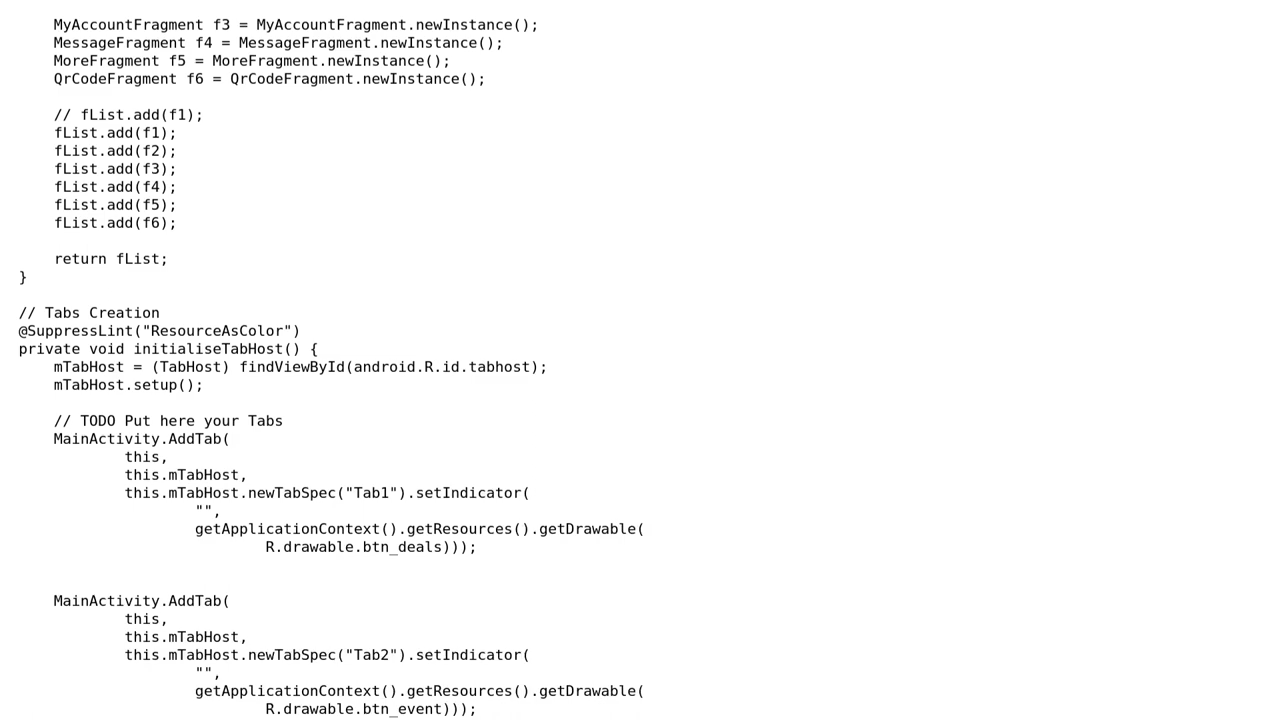 MyAccountFragment f3 = MyAccountFragment.newInstance();
MessageFragment f4 = MessageFragment.newInstance();
MoreFragment f5 = MoreFragment.newInstance();
QrCodeFragment f6 = QrCodeFragment.newInstance();

// fList.add(f1);
fList.add(f1);
fList.add(f2);
fList.add(f3);
fList.add(f4);
fList.add(f5);
fList.add(f6);

return fList;
}

// Tabs Creation
@SuppressLint("ResourceAsColor")
private void initialiseTabHost() {
mTabHost = (TabHost) findViewById(android.R.id.tabhost);
mTabHost.setup();

// TODO Put here your Tabs
MainActivity.AddTab(
this,
this.mTabHost,
this.mTabHost.newTabSpec("Tab1").setIndicator(
"",
getApplicationContext().getResources().getDrawable(
R.drawable.btn_deals)));

MainActivity.AddTab(
this,
this.mTabHost,
this.mTabHost.newTabSpec("Tab2").setIndicator(
"",
getApplicationContext().getResources().getDrawable(
R.drawable.btn_event)));